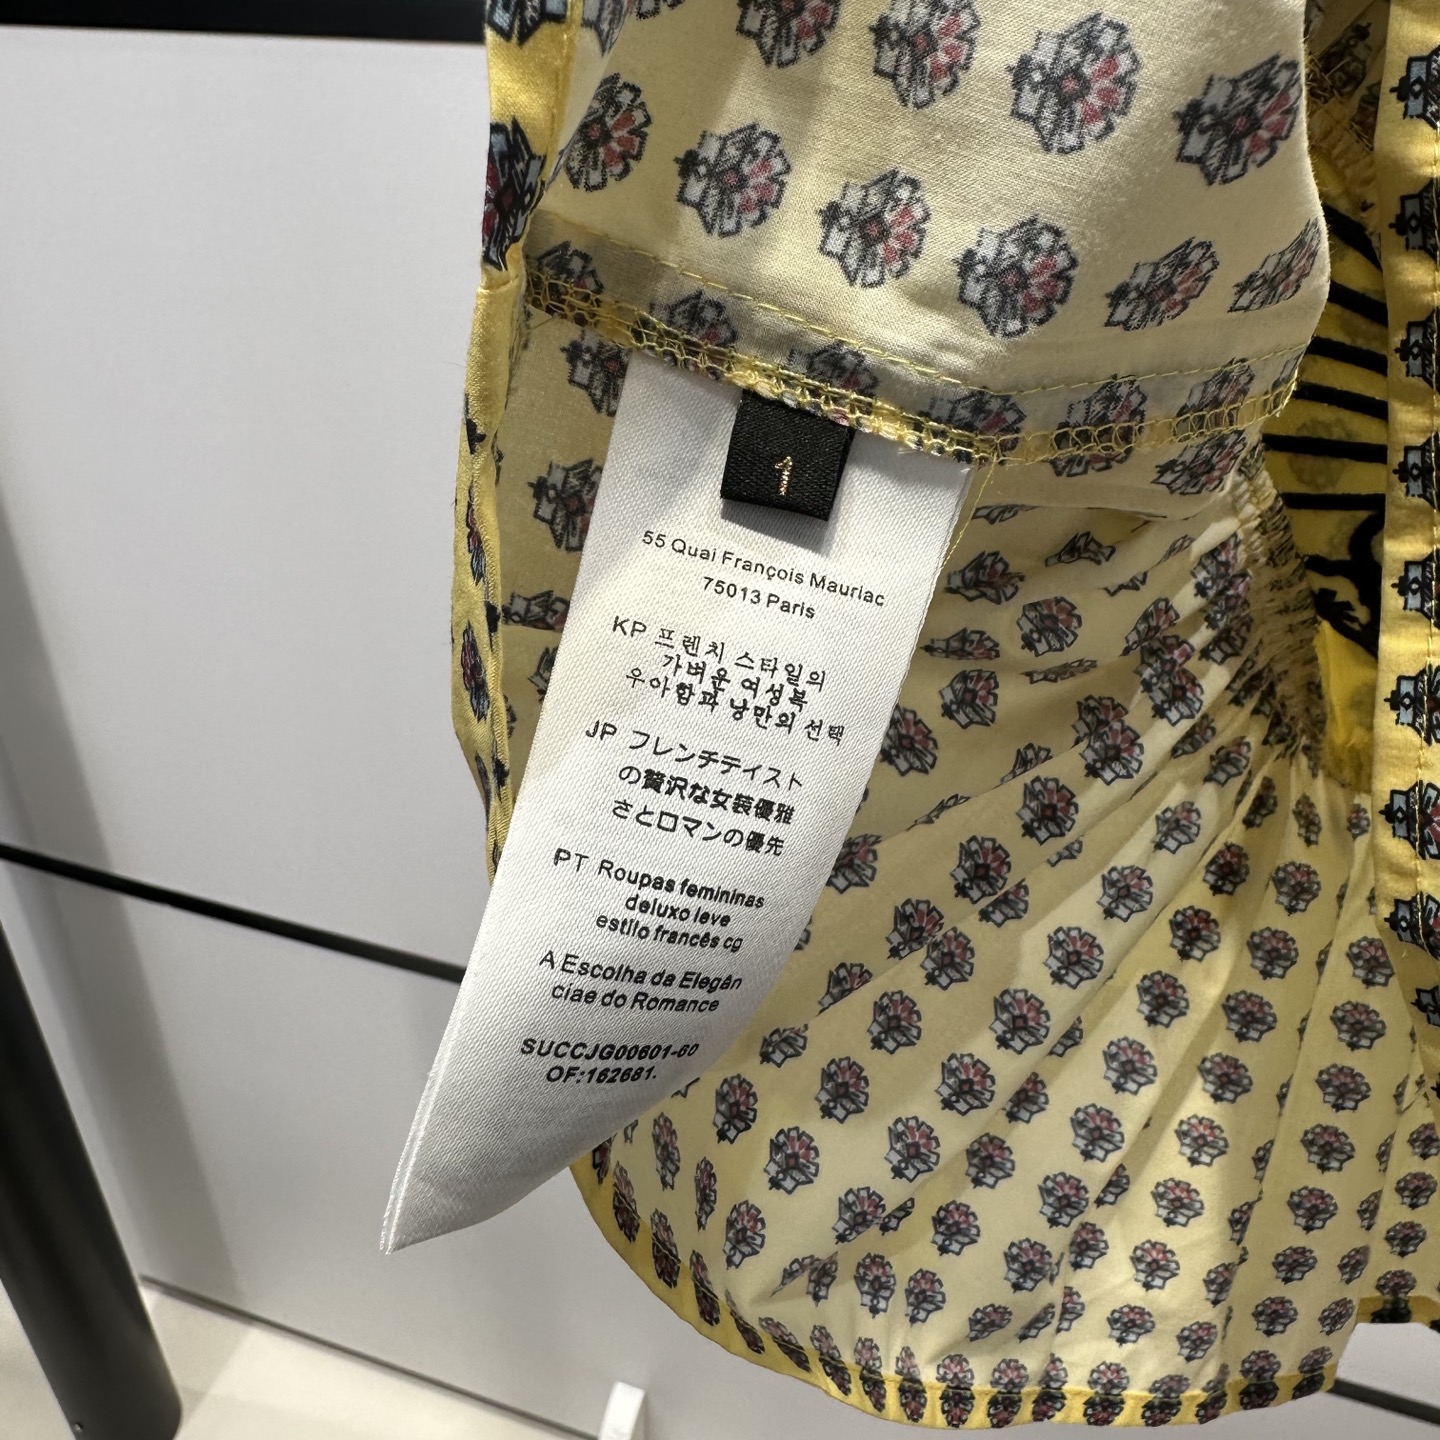 1
55 Quai François Mauriac
75013 Paris
KP 프렌치 스타일의
가벼운 여성복
우아함과 낭만의 선택
JP フレンチテイスト
の贅沢な女装優雅
さとロマンの優先
PT Roupas femininas
deluxo leve
estilo francês cg
A Escolha da Elegân
ciae do Romance
SUCCJG00601-60
OF:162681.